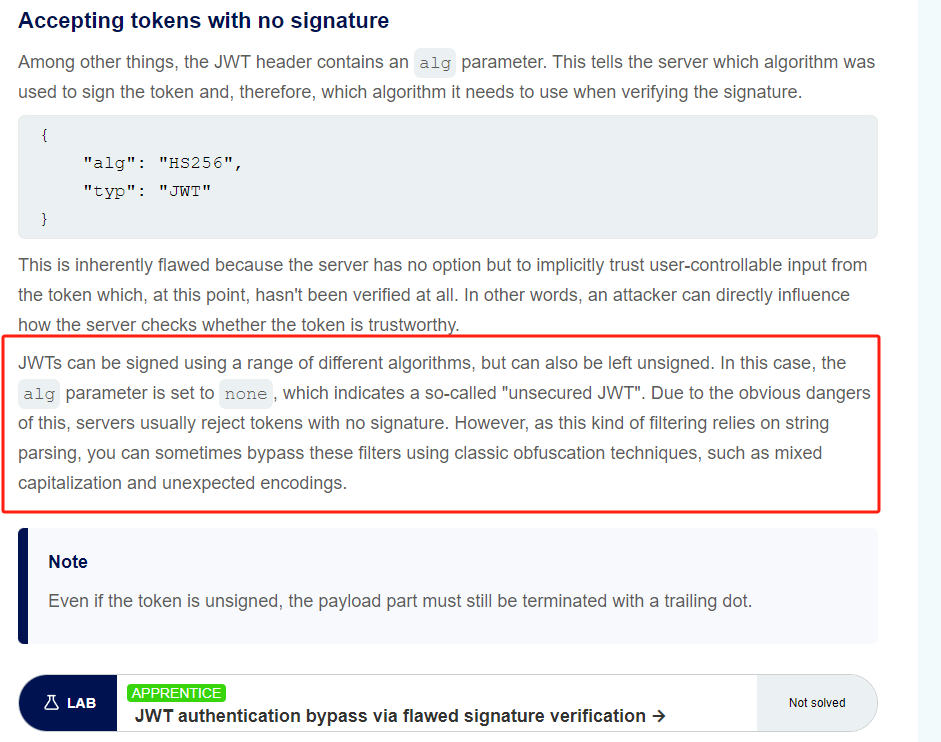 Accepting tokens with no signature
Among other things, the JWT header contains an alg parameter. This tells the server which algorithm was
used to sign the token and, therefore, which algorithm it needs to use when verifying the signature.
{
    "alg": "HS256",
    "typ": "JWT"
}
This is inherently flawed because the server has no option but to implicitly trust user-controllable input from
the token which, at this point, hasn't been verified at all. In other words, an attacker can directly influence
how the server checks whether the token is trustworthy.
JWTs can be signed using a range of different algorithms, but can also be left unsigned. In this case, the
alg parameter is set to none, which indicates a so-called "unsecured JWT". Due to the obvious dangers
of this, servers usually reject tokens with no signature. However, as this kind of filtering relies on string
parsing, you can sometimes bypass these filters using classic obfuscation techniques, such as mixed
capitalization and unexpected encodings.
Note
Even if the token is unsigned, the payload part must still be terminated with a trailing dot.
LAB
APPRENTICE
JWT authentication bypass via flawed signature verification →
Not solved